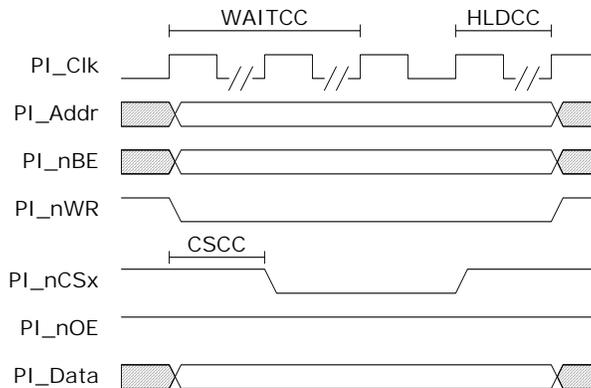 WAITCC HLDCC
PI_Clk
PI_Addr
PI_nBE
PI_nWR
CSCC
PI_nCSx
PI_nOE
PI_Data